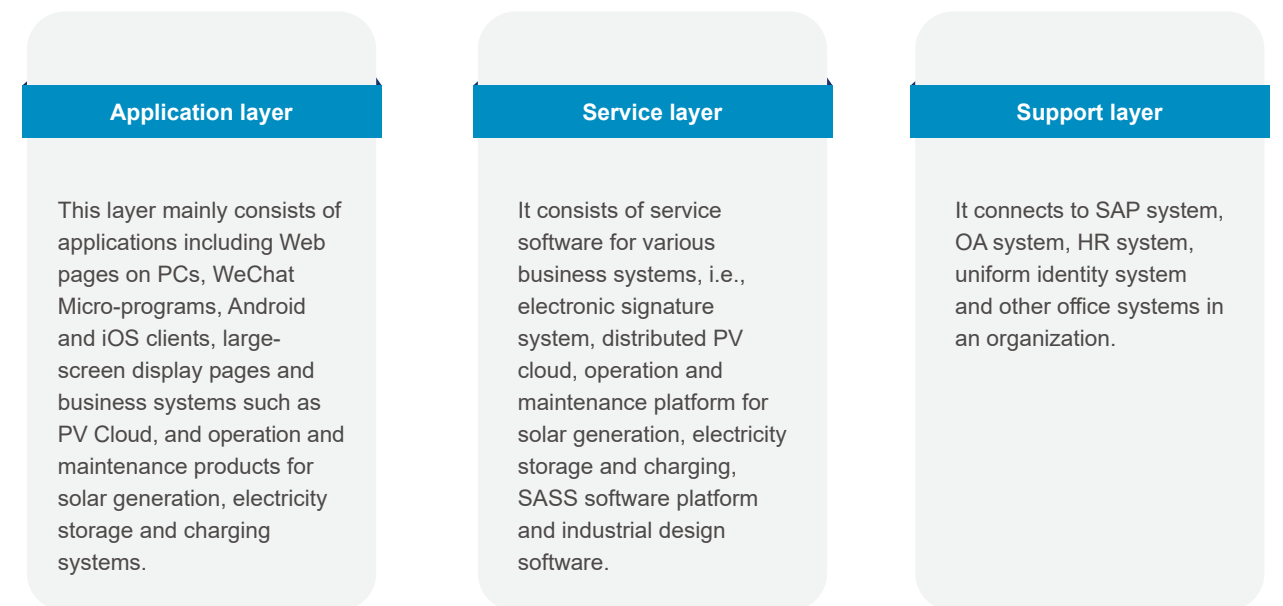 Application layer
This layer mainly consists of
applications including Web
pages on PCs, WeChat
Micro-programs, Android
and iOS clients, large-
screen display pages and
business systems such as
PV Cloud, and operation and
maintenance products for
solar generation, electricity
storage and charging
systems.
Service layer
It consists of service
software for various
business systems, i.e.,
electronic signature
system, distributed PV
cloud, operation and
maintenance platform for
solar generation, electricity
storage and charging,
SASS software platform
and industrial design
software.
Support layer
It connects to SAP system,
OA system, HR system,
uniform identity system
and other office systems in
an organization.